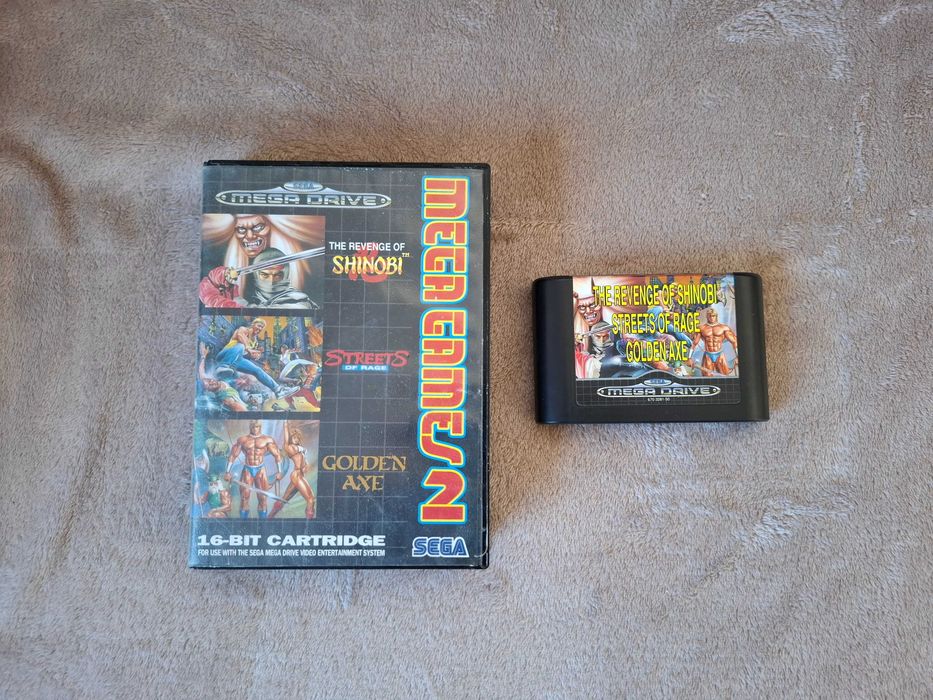 SEGA
MEGA DRIVE
MEGA GAMES 2
THE REVENGE OF
SHINOBI™
STREETS
OF RAGE
GOLDEN
AXE
16-BIT CARTRIDGE
FOR USE WITH THE SEGA MEGA DRIVE VIDEO ENTERTAINMENT SYSTEM
SEGA
THE REVENGE OF SHINOBI
STREETS OF RAGE
GOLDEN AXE
SEGA
MEGA DRIVE